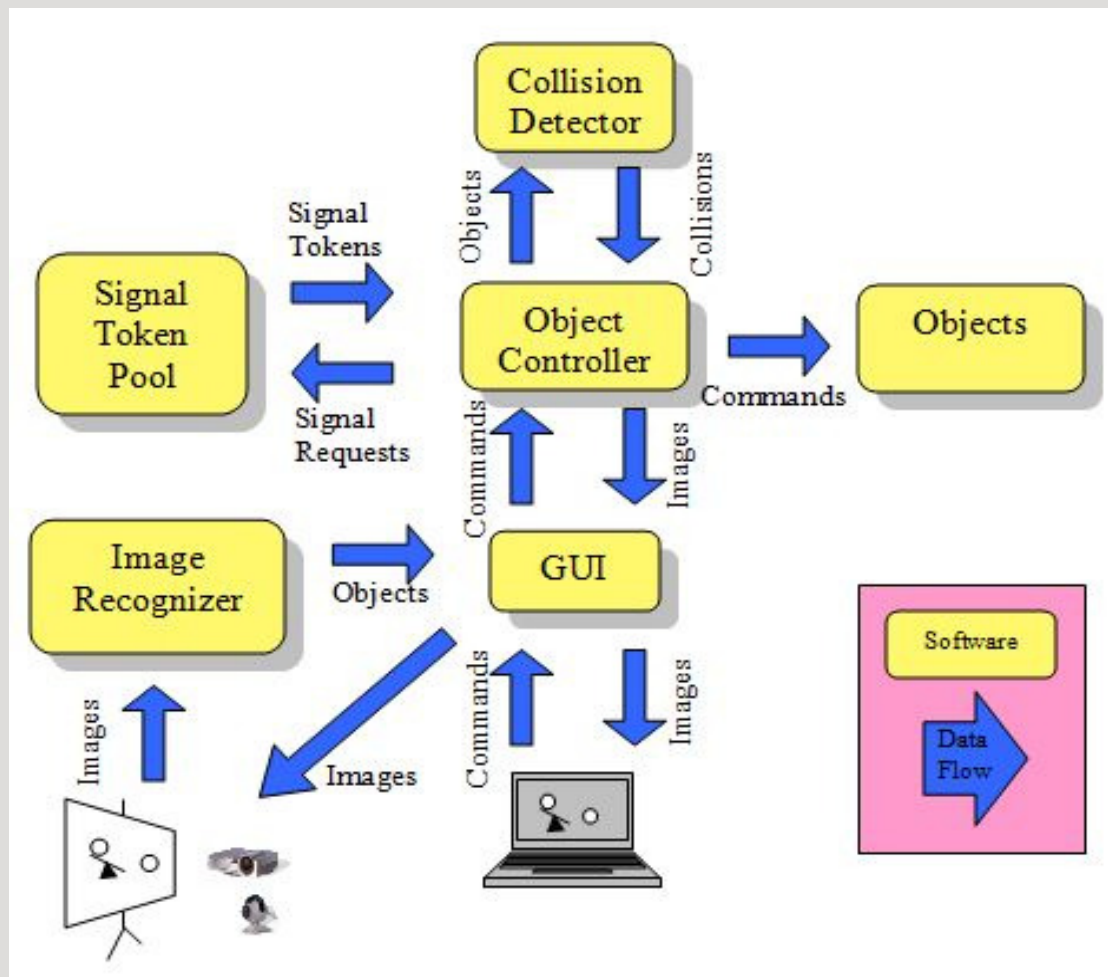 Collision
Detector
Objects
Collisions
Signal
Tokens
Signal
Token
Pool
Object
Controller
Objects
Commands
Signal
Requests
Commands
Images
Image
Recognizer
Objects
GUI
Software
Data
Flow
Images
Images
Commands
Images